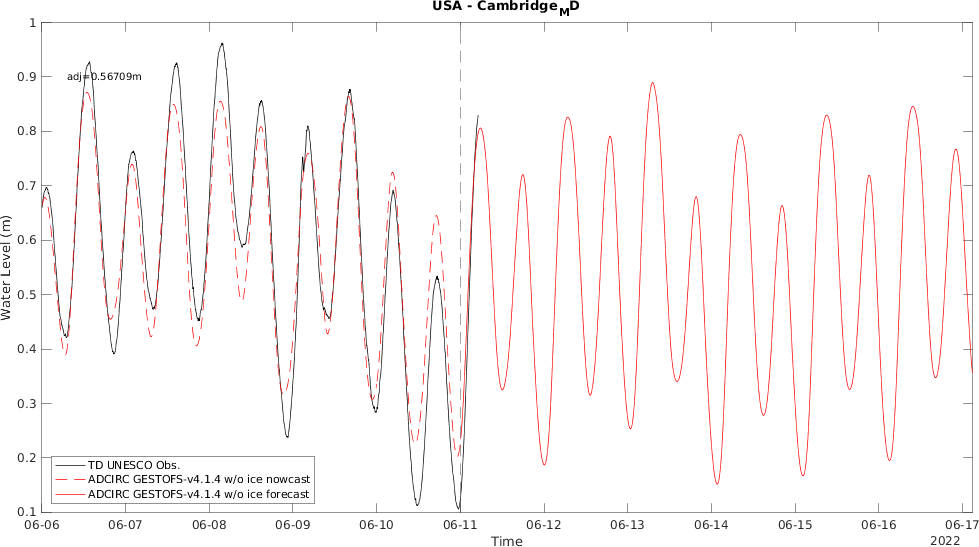 USA - Cambridge_MD
1
0.9
0.8
0.7
0.6
0.5
0.4
0.3
0.2
0.1
Water Level (m)
adj=0.56709m
TD UNESCO Obs.
ADCIRC GESTOFS-v4.1.4 w/o ice nowcast
ADCIRC GESTOFS-v4.1.4 w/o ice forecast
06-06 06-07 06-08 06-09 06-10 06-11 06-12 06-13 06-14 06-15 06-16 06-17
Time
2022